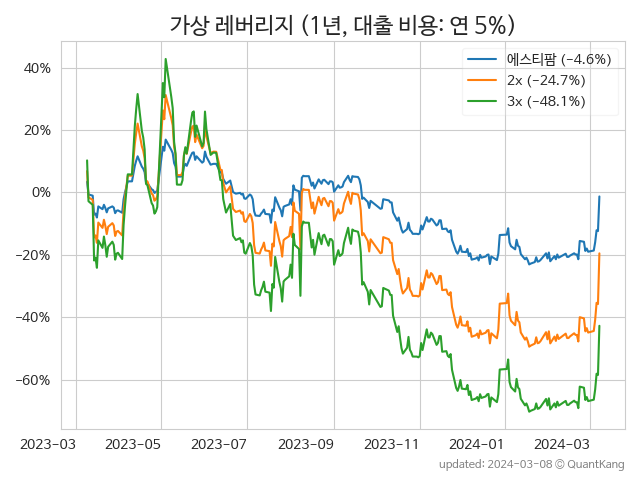 가상 레버리지 (1년, 대출 비용: 연 5%)
에스티팜 (−4.6%)
2x (−24.7%)
3x (−48.1%)
40%
20%
0%
−20%
−40%
−60%
2023-03 2023-05 2023-07 2023-09 2023-11 2024-01 2024-03
updated: 2024-03-08 ⓒ QuantKang